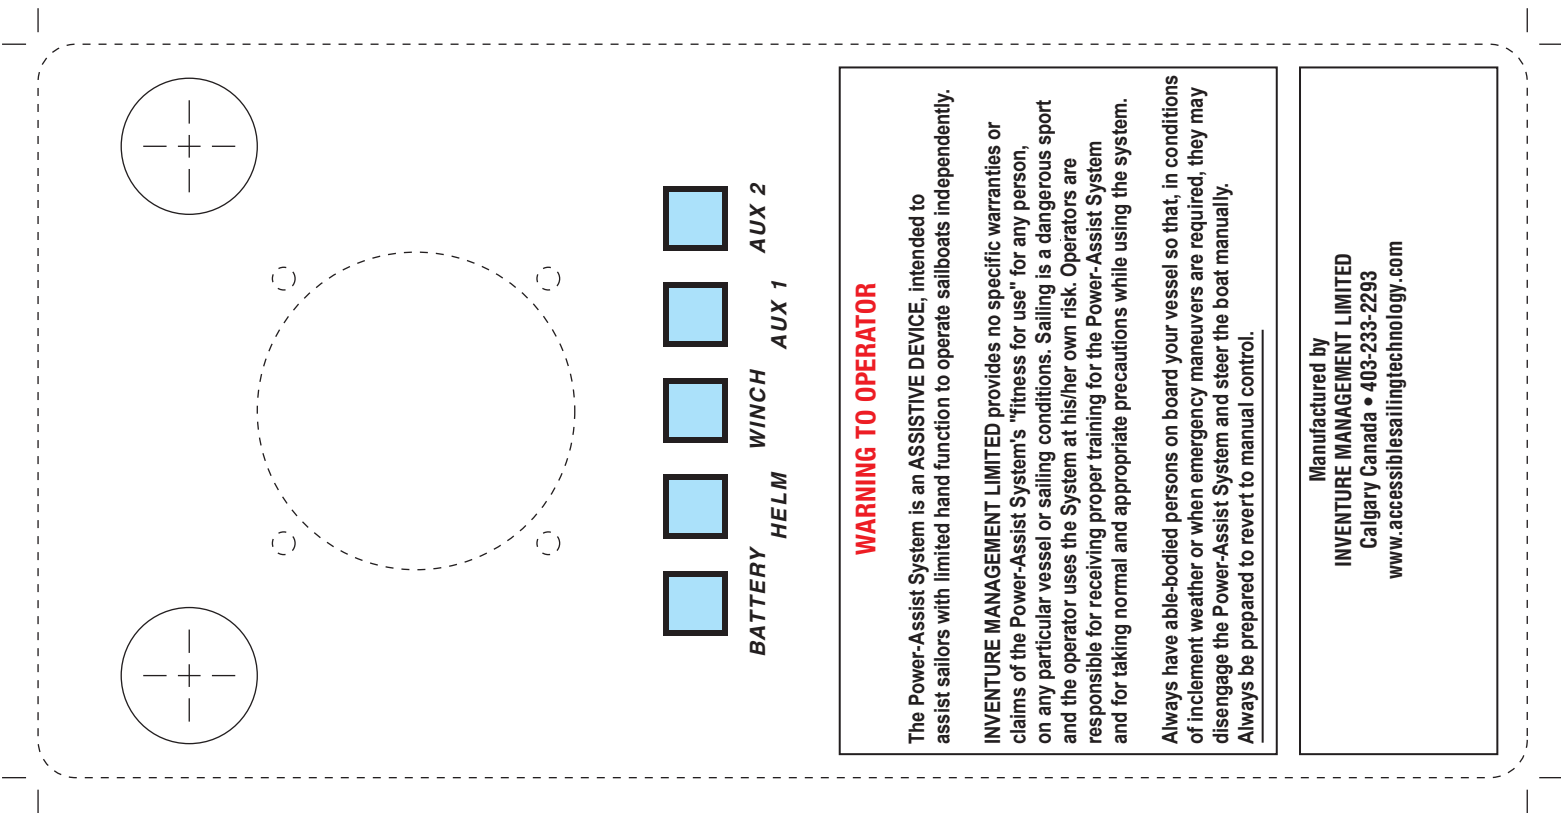 BATTERY
HELM
WINCH
AUX 1
AUX 2
WARNING TO OPERATOR
The Power-Assist System is an ASSISTIVE DEVICE, intended to
assist sailors with limited hand function to operate sailboats independently.
INVENTURE MANAGEMENT LIMITED provides no specific warranties or
claims of the Power-Assist System's "fitness for use" for any person,
on any particular vessel or sailing conditions. Sailing is a dangerous sport
and the operator uses the System at his/her own risk. Operators are
responsible for receiving proper training for the Power-Assist System
and for taking normal and appropriate precautions while using the system.
Always have able-bodied persons on board your vessel so that, in conditions
of inclement weather or when emergency maneuvers are required, they may
disengage the Power-Assist System and steer the boat manually.
Always be prepared to revert to manual control.
Manufactured by
INVENTURE MANAGEMENT LIMITED
Calgary Canada • 403-233-2293
www.accessiblesailingtechnology.com